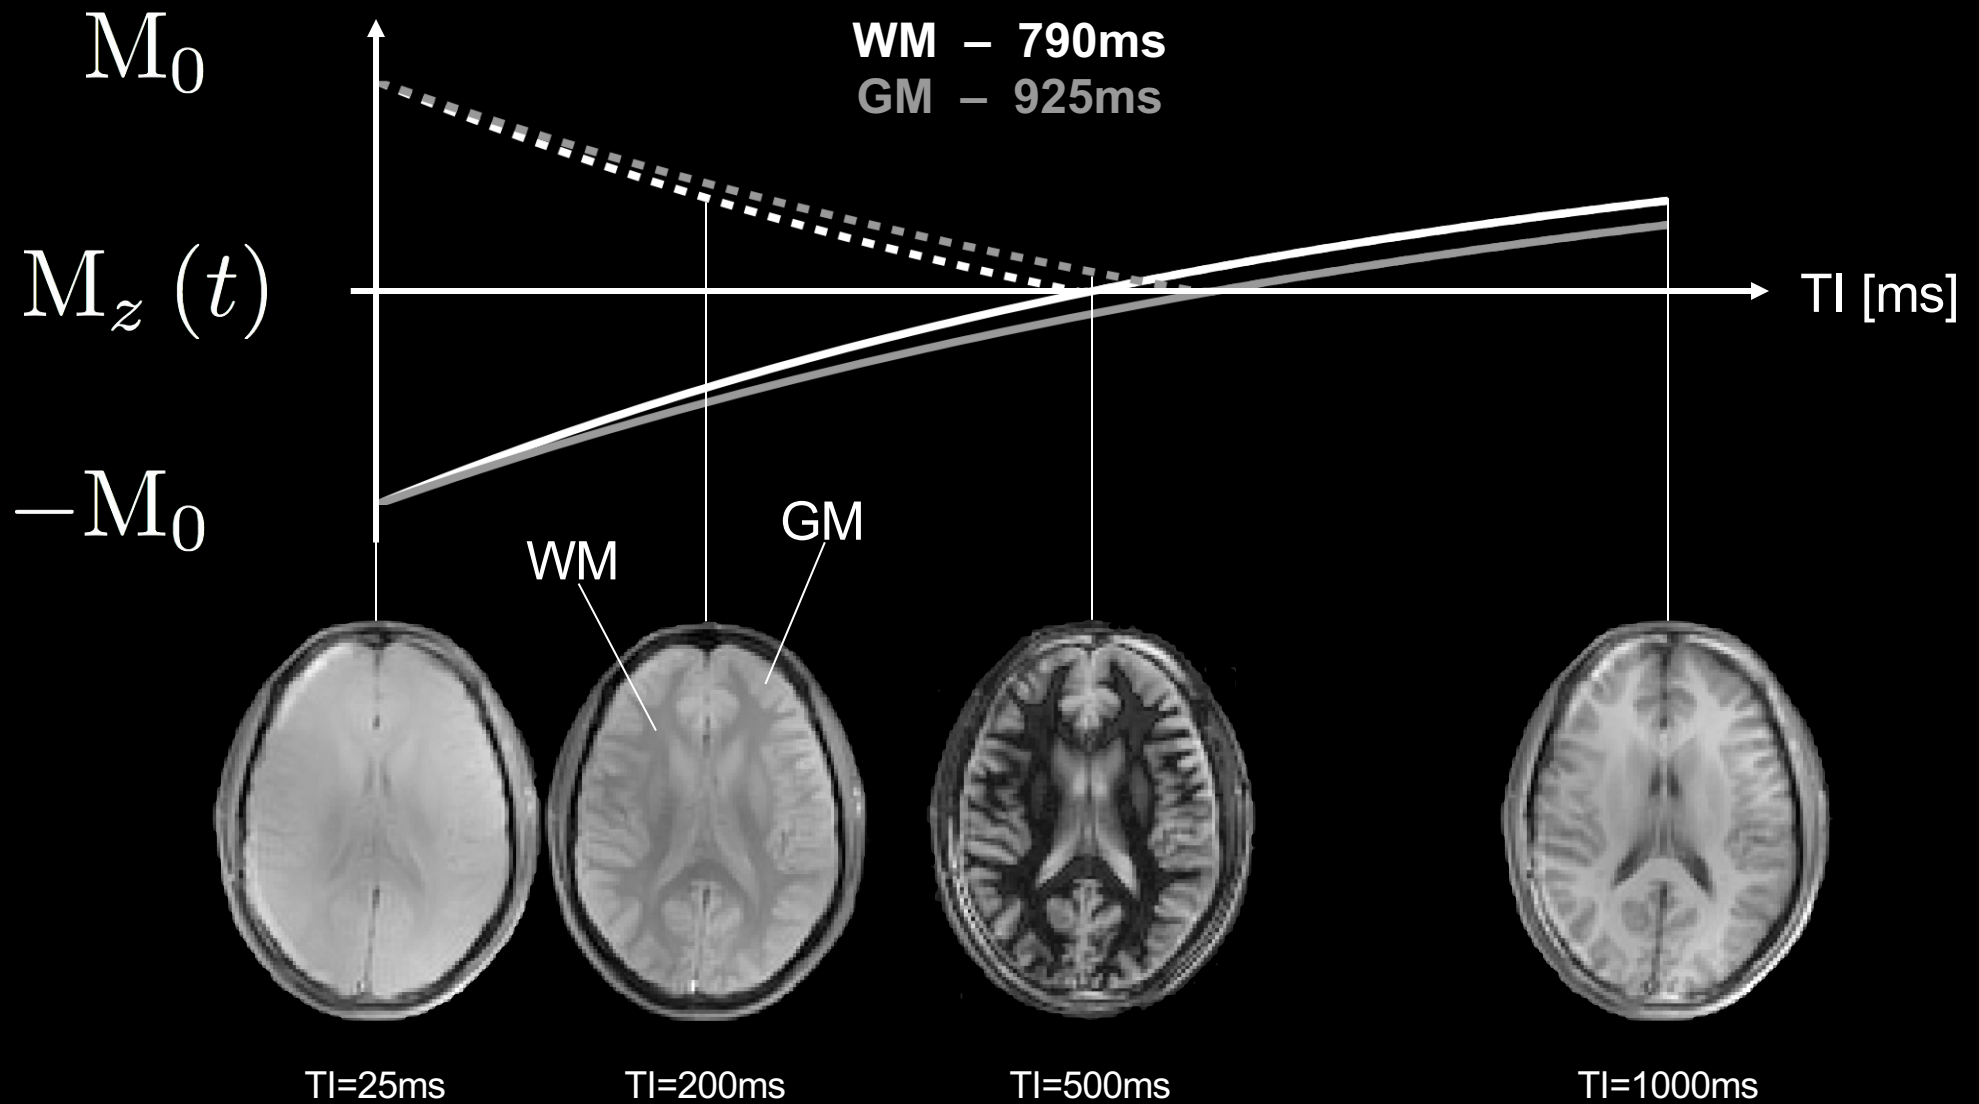 M₀
WM – 790ms
GM – 925ms
M_z (t)
TI [ms]
−M₀
GM
WM
TI=25ms
TI=200ms
TI=500ms
TI=1000ms